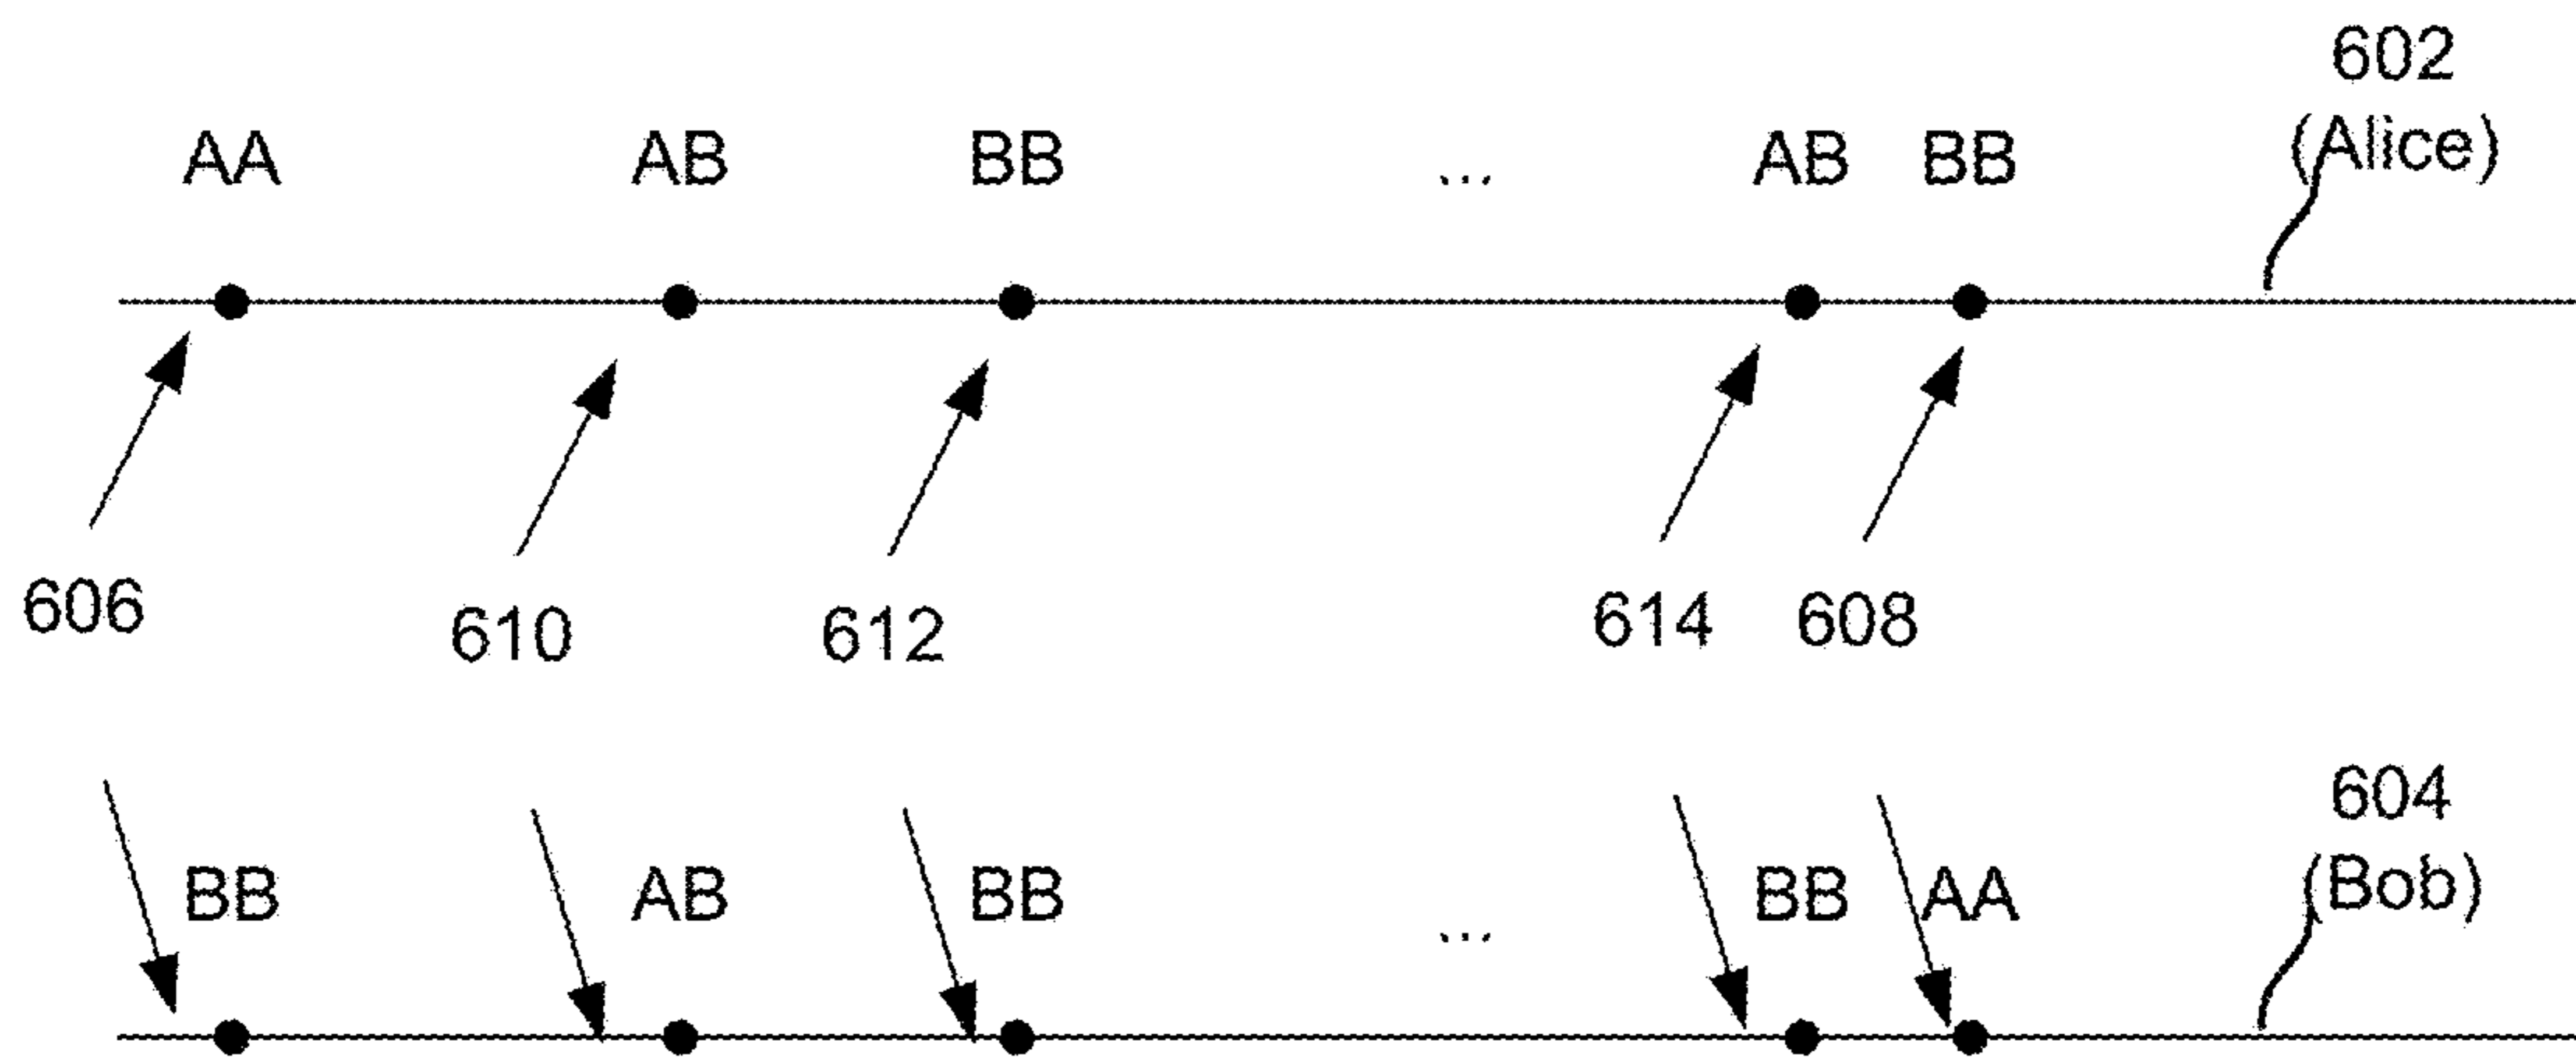 602
(Alice)
AA AB BB ... AB BB
606 610 612 614 608
604
(Bob)
BB AB BB ... BB AA